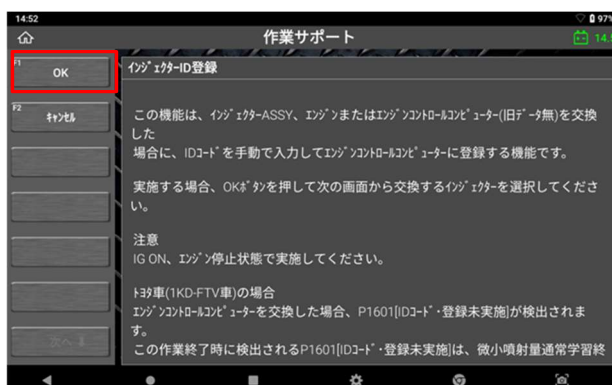 14:52
97%
作業サポート
14.
F1
OK
インジェクターID登録
F2
キャンセル
この機能は、インジェクターASSY、エンジンまたはエンジンコントロールコンピューター(旧データ無)を交換
した
場合に、IDコードを手動で入力してエンジンコントロールコンピューターに登録する機能です。
実施する場合、OKボタンを押して次の画面から交換するインジェクターを選択してくださ
い。
注意
IG ON、エンジン停止状態で実施してください。
トヨタ車(1KD-FTV車)の場合
エンジンコントロールコンピューターを交換した場合、P1601[IDコード・登録未実施]が検出されま
す。
この作業終了時に検出されるP1601[IDコード・登録未実施]は、微小噴射量通常学習終
次へ